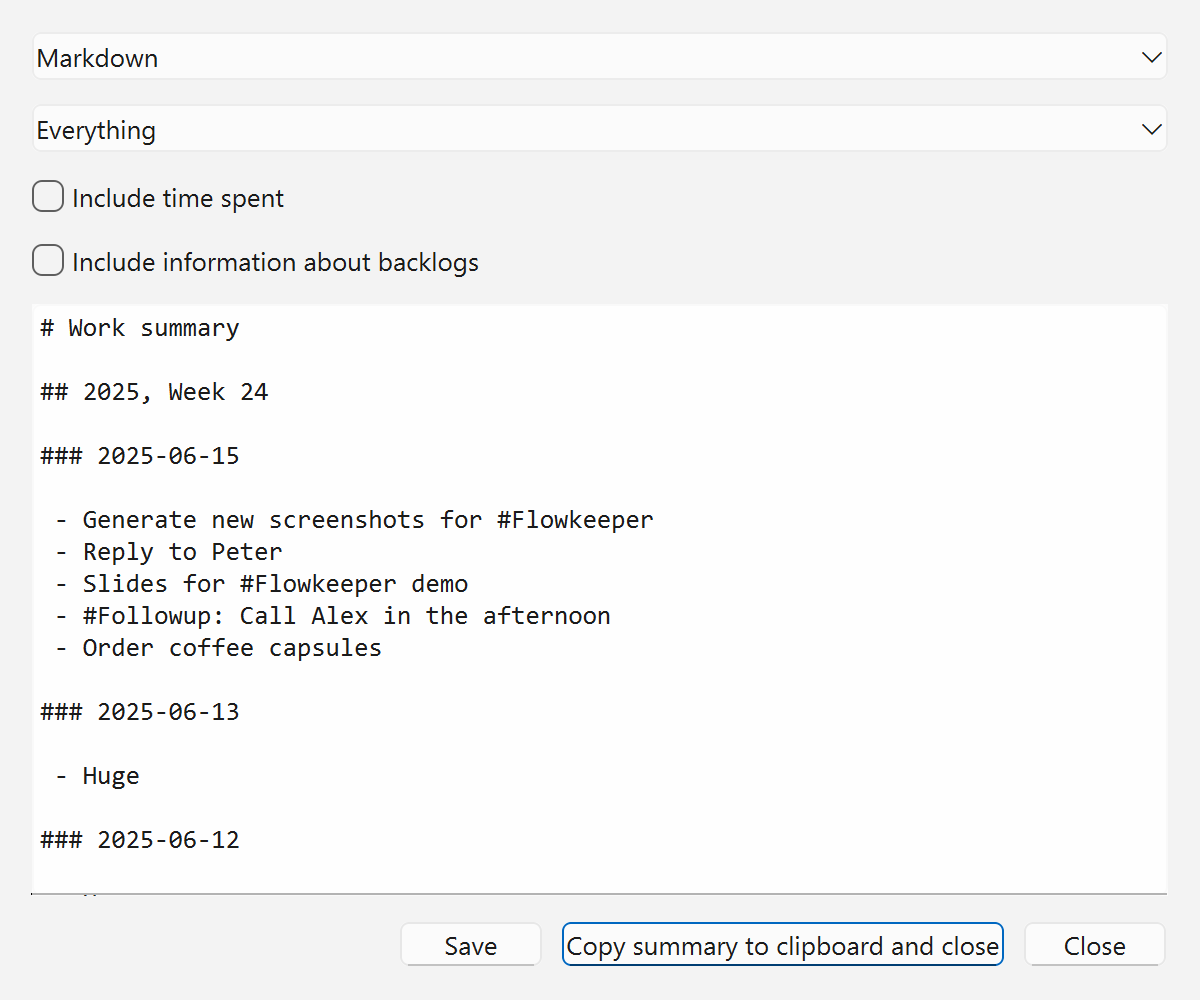 Markdown
Everything
Include time spent
Include information about backlogs
# Work summary
## 2025, Week 24
### 2025-06-15
- Generate new screenshots for #Flowkeeper
- Reply to Peter
- Slides for #Flowkeeper demo
- #Followup: Call Alex in the afternoon
- Order coffee capsules
### 2025-06-13
- Huge
### 2025-06-12
Save
Copy summary to clipboard and close
Close